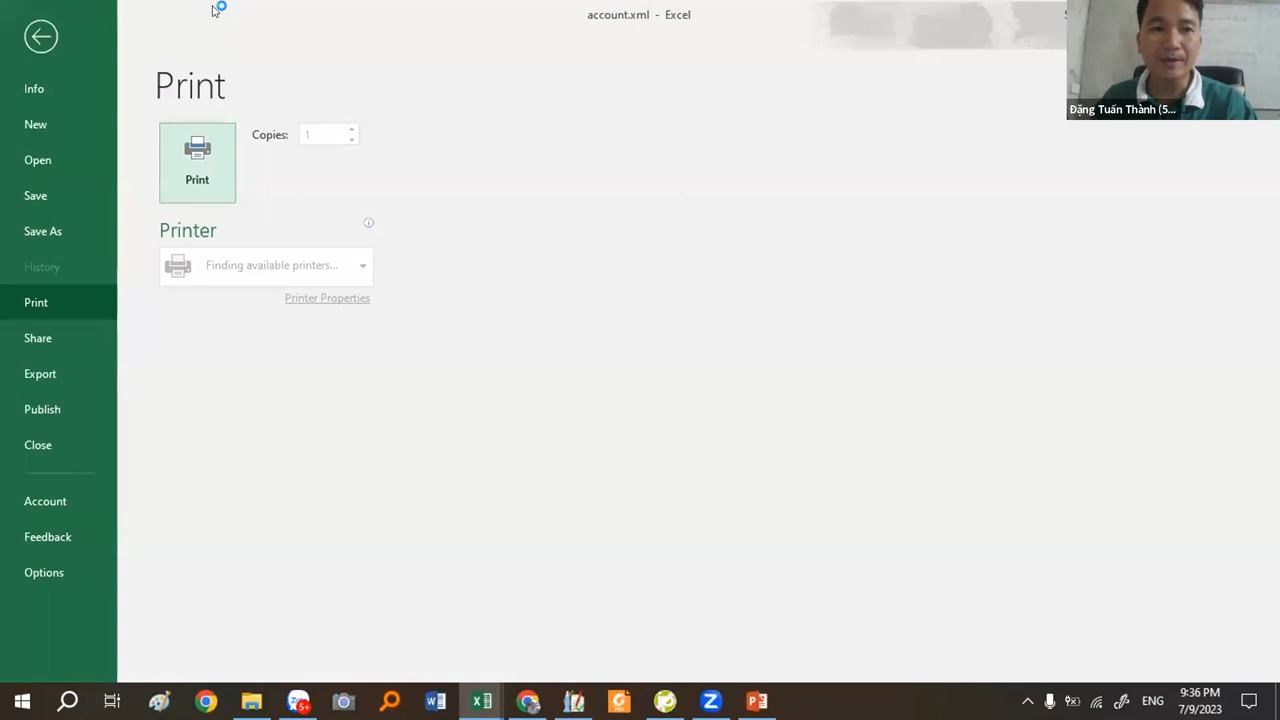 account.xml - Excel
Đặng Tuấn Thành (5...
Info
New
Open
Save
Save As
History
Print
Share
Export
Publish
Close
Account
Feedback
Options
Print
Copies: 1
Print
Printer
Finding available printers...
Printer Properties
5+
ENG
9:36 PM
7/9/2023